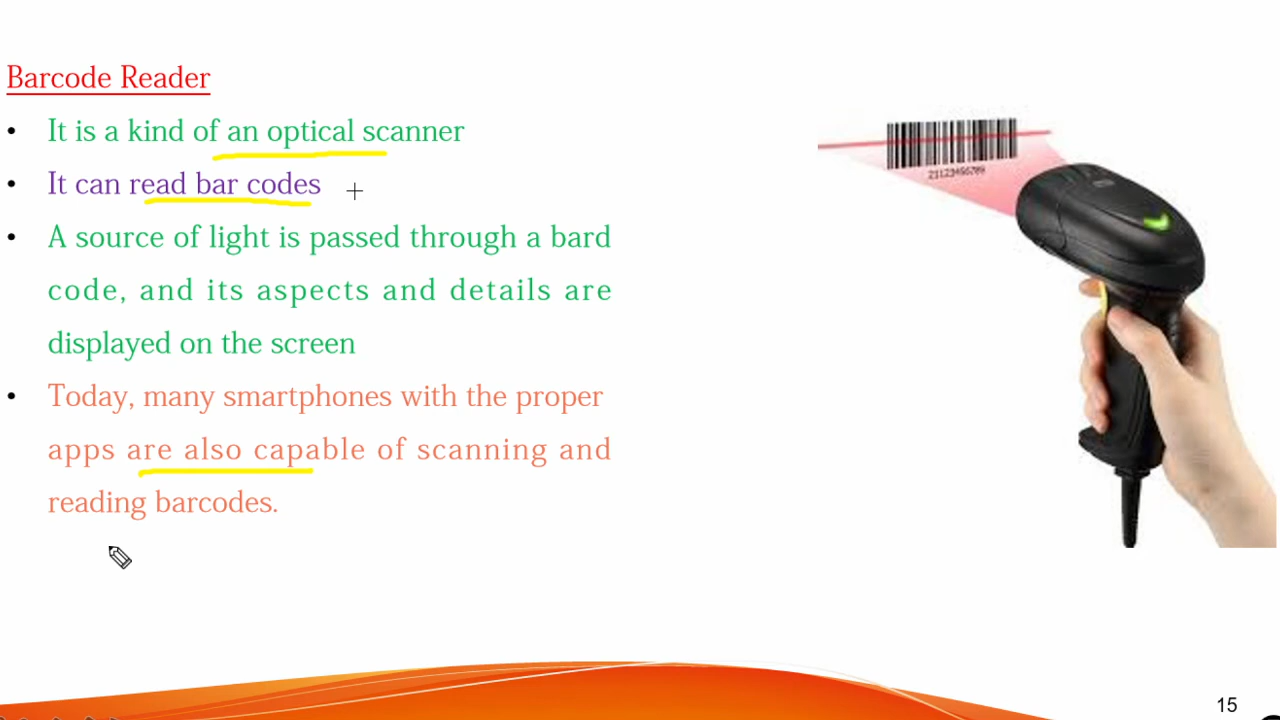 Barcode Reader
• It is a kind of an optical scanner
• It can read bar codes
• A source of light is passed through a bard
code, and its aspects and details are
displayed on the screen
• Today, many smartphones with the proper
apps are also capable of scanning and
reading barcodes.
21123456789
15